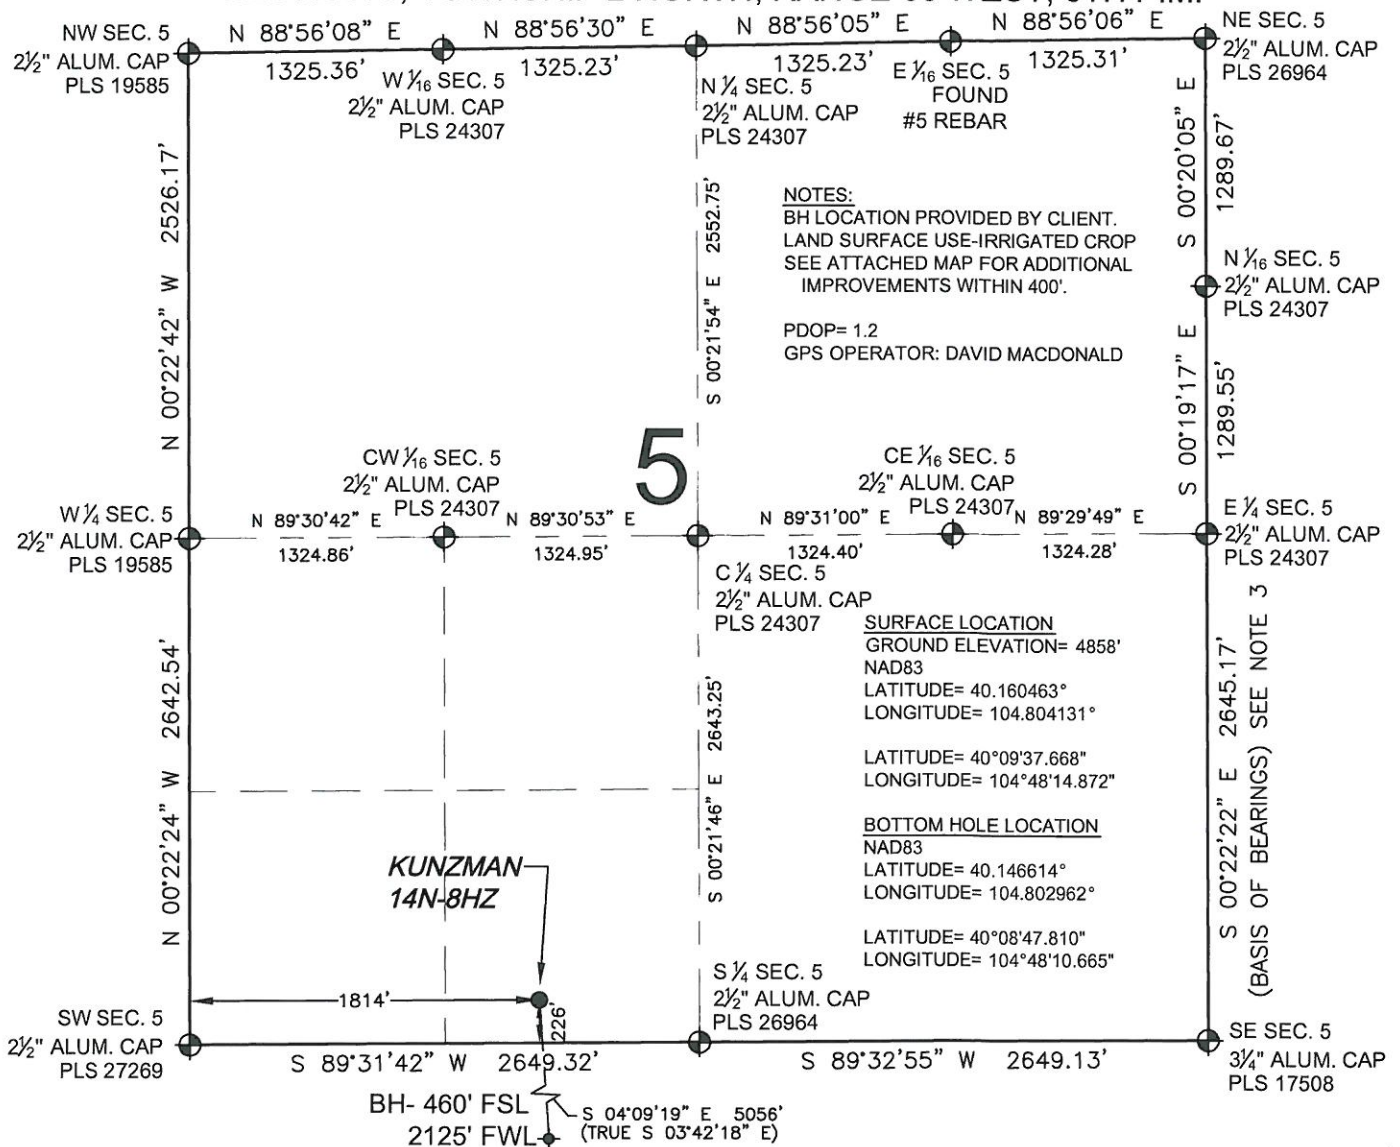 N 88°56'08" E
N 88°56'30" E
N 88°56'05" E
N 88°56'06" E
1325.36'
1325.23'
1325.23'
1325.31'
NW SEC. 5
2½" ALUM. CAP
PLS 19585
W 1/16 SEC. 5
2½" ALUM. CAP
PLS 24307
N ¼ SEC. 5
2½" ALUM. CAP
PLS 24307
E 1/16 SEC. 5
FOUND
#5 REBAR
NE SEC. 5
2½" ALUM. CAP
PLS 26964
N 00°22'42" W 2526.17'
S 00°21'54" E 2552.75'
S 00°20'05" E
1289.67'
NOTES:
BH LOCATION PROVIDED BY CLIENT.
LAND SURFACE USE-IRRIGATED CROP
SEE ATTACHED MAP FOR ADDITIONAL
IMPROVEMENTS WITHIN 400'.
PDOP= 1.2
GPS OPERATOR: DAVID MACDONALD
N 1/16 SEC. 5
2½" ALUM. CAP
PLS 24307
S 00°19'17" E
1289.55'
5
CW 1/16 SEC. 5
2½" ALUM. CAP
PLS 24307
CE 1/16 SEC. 5
2½" ALUM. CAP
PLS 24307
W ¼ SEC. 5
2½" ALUM. CAP
PLS 19585
N 89°30'42" E
1324.86'
N 89°30'53" E
1324.95'
N 89°31'00" E
1324.40'
N 89°29'49" E
1324.28'
E ¼ SEC. 5
2½" ALUM. CAP
PLS 24307
C ¼ SEC. 5
2½" ALUM. CAP
PLS 24307
N 00°22'24" W 2642.54'
S 00°21'46" E 2643.25'
S 00°22'22" E 2645.17'
(BASIS OF BEARINGS) SEE NOTE 3
SURFACE LOCATION
GROUND ELEVATION= 4858'
NAD83
LATITUDE= 40.160463°
LONGITUDE= 104.804131°
LATITUDE= 40°09'37.668"
LONGITUDE= 104°48'14.872"
BOTTOM HOLE LOCATION
NAD83
LATITUDE= 40.146614°
LONGITUDE= 104.802962°
LATITUDE= 40°08'47.810"
LONGITUDE= 104°48'10.665"
KUNZMAN
14N-8HZ
1814'
226'
SW SEC. 5
2½" ALUM. CAP
PLS 27269
S ¼ SEC. 5
2½" ALUM. CAP
PLS 26964
SE SEC. 5
3¼" ALUM. CAP
PLS 17508
S 89°31'42" W 2649.32'
S 89°32'55" W 2649.13'
BH- 460' FSL
2125' FWL
S 04°09'19" E 5056'
(TRUE S 03°42'18" E)